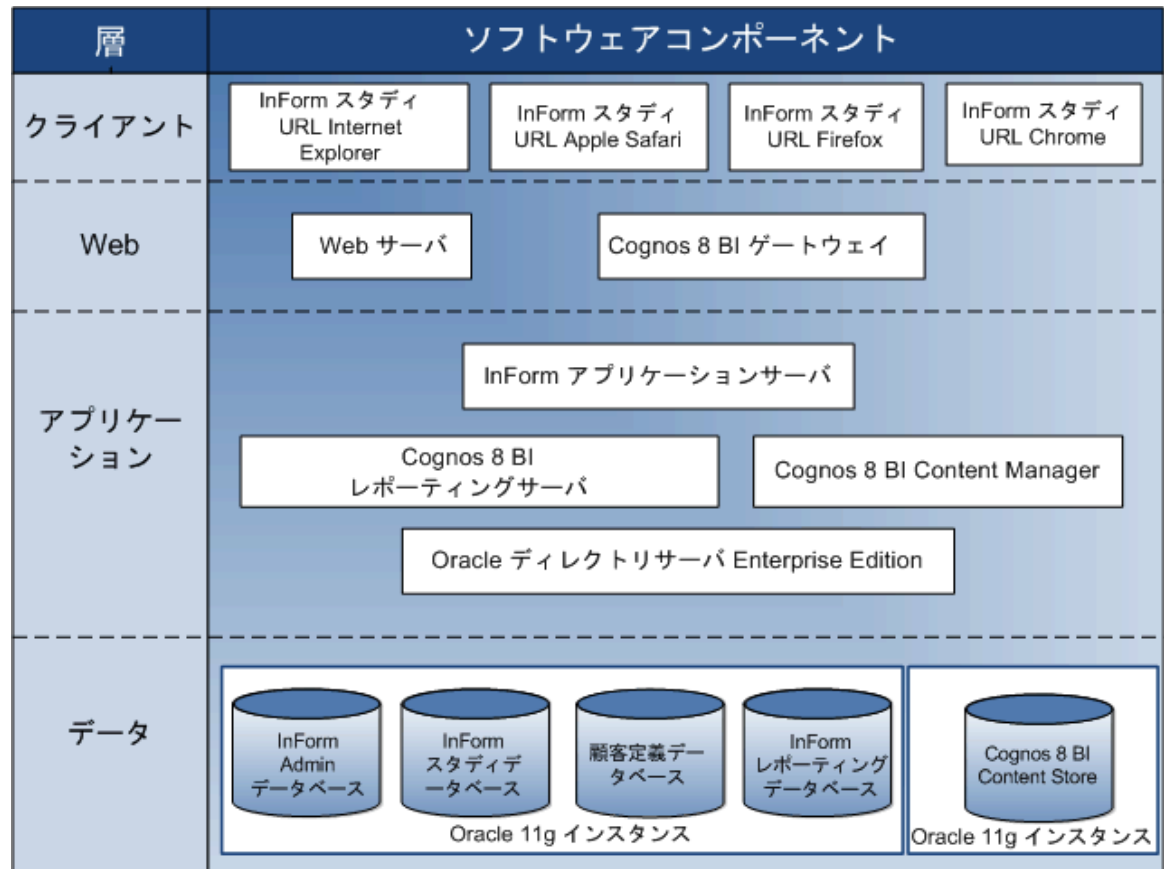 層
ソフトウェアコンポーネント
クライアント
InForm スタディ
URL Internet
Explorer
InForm スタディ
URL Apple Safari
InForm スタディ
URL Firefox
InForm スタディ
URL Chrome
Web
Web サーバ
Cognos 8 BI ゲートウェイ
アプリケー
ション
InForm アプリケーションサーバ
Cognos 8 BI
レポーティングサーバ
Cognos 8 BI Content Manager
Oracle ディレクトリサーバ Enterprise Edition
データ
InForm
Admin
データベース
InForm
スタディデ
ータベース
顧客定義デー
タベース
InForm
レポーティング
データベース
Oracle 11g インスタンス
Cognos 8 BI
Content Store
Oracle 11g インスタンス